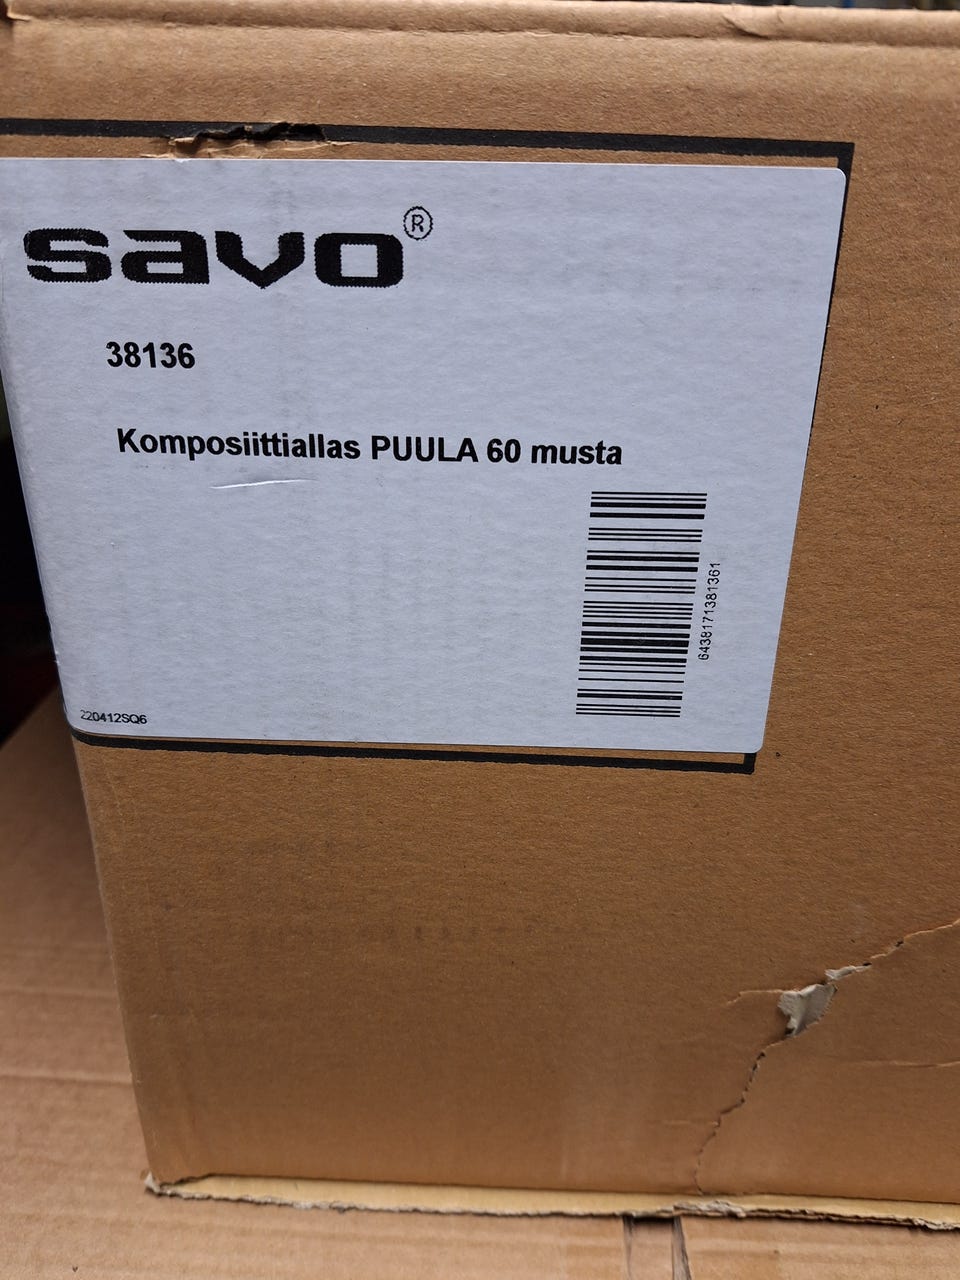 savo®
38136
Komposiittiallas PUULA 60 musta
6438171381361
220412SQ6